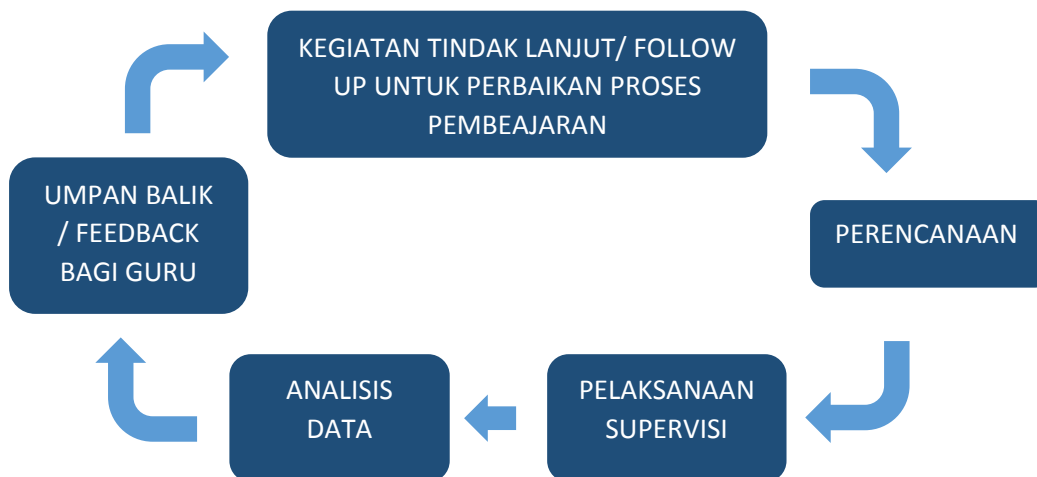 KEGIATAN TINDAK LANJUT/ FOLLOW
UP UNTUK PERBAIKAN PROSES
PEMBEAJARAN
UMPAN BALIK
/ FEEDBACK
BAGI GURU
PERENCANAAN
ANALISIS
DATA
PELAKSANAAN
SUPERVISI